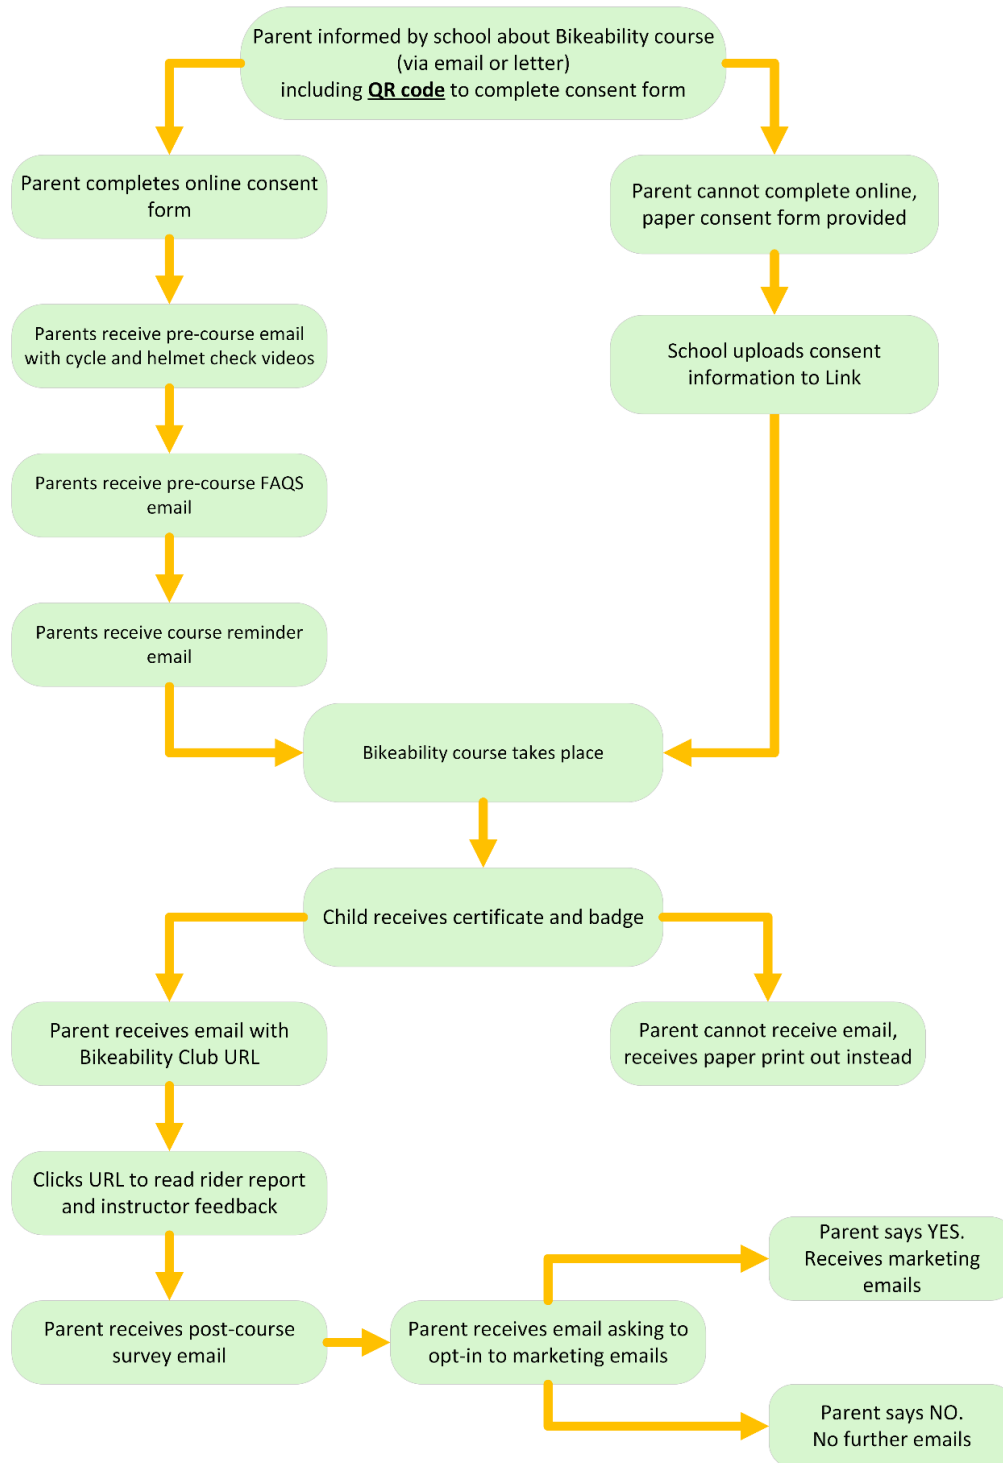 Parent informed by school about Bikeability course
(via email or letter)
including QR code to complete consent form
Parent completes online consent
form
Parent cannot complete online,
paper consent form provided
Parents receive pre-course email
with cycle and helmet check videos
School uploads consent
information to Link
Parents receive pre-course FAQS
email
Parents receive course reminder
email
Bikeability course takes place
Child receives certificate and badge
Parent receives email with
Bikeability Club URL
Parent cannot receive email,
receives paper print out instead
Clicks URL to read rider report
and instructor feedback
Parent receives post-course
survey email
Parent receives email asking to
opt-in to marketing emails
Parent says YES.
Receives marketing
emails
Parent says NO.
No further emails